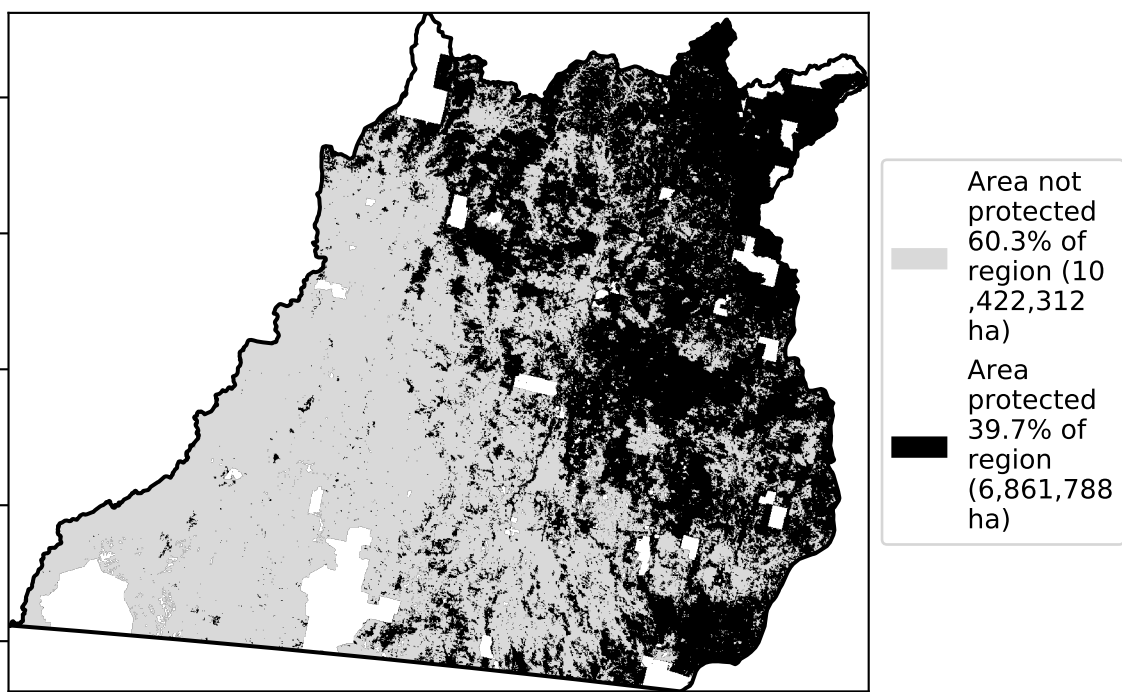 Area not
protected
60.3% of
region (10
,422,312
ha)
Area
protected
39.7% of
region
(6,861,788
ha)